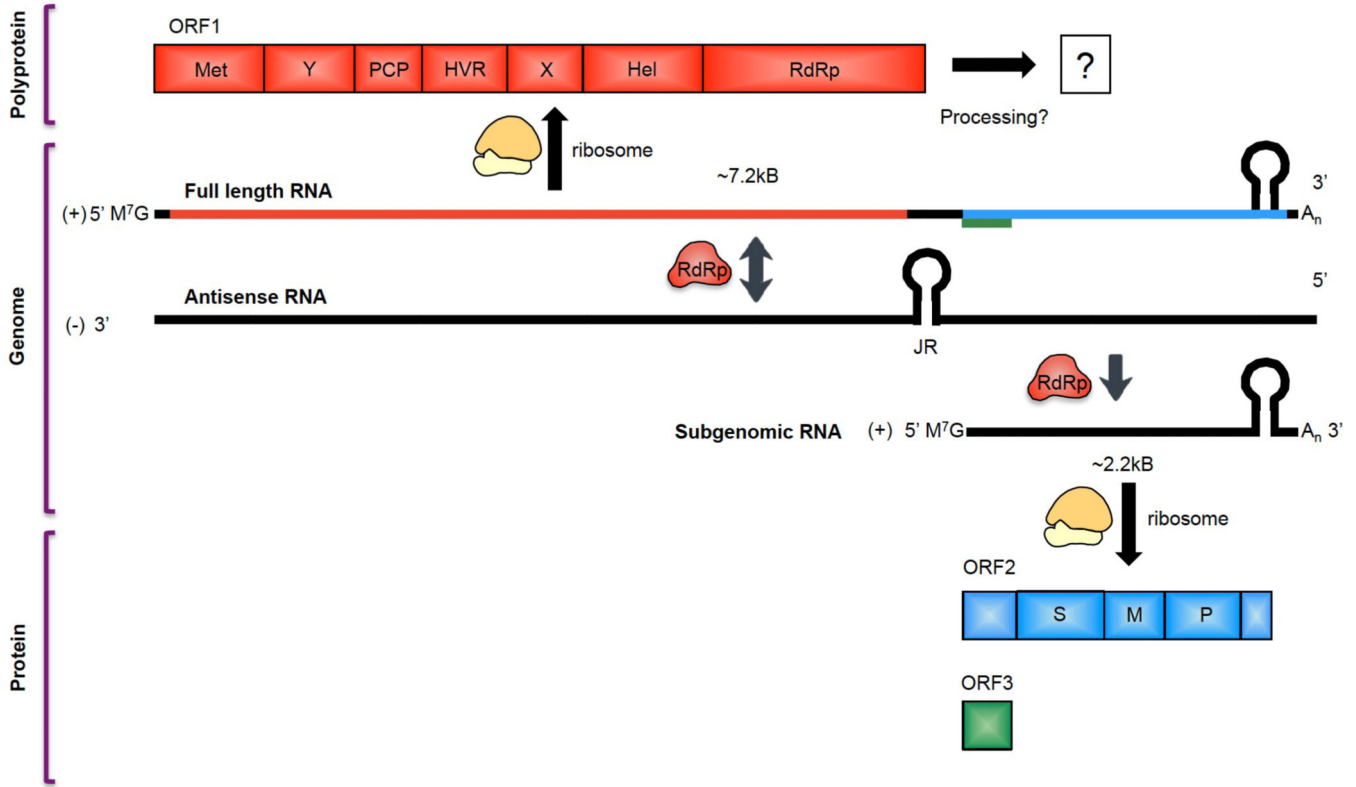 Polyprotein
ORF1
Met Y PCP HVR X Hel RdRp
?
Processing?
ribosome
Genome
~7.2kB
Full length RNA
3’
(+) 5’ M⁷G
Aₙ
RdRp
5’
Antisense RNA
(-) 3’
JR
RdRp
Subgenomic RNA (+) 5’ M⁷G
Aₙ 3’
~2.2kB
ribosome
Protein
ORF2
S M P
ORF3